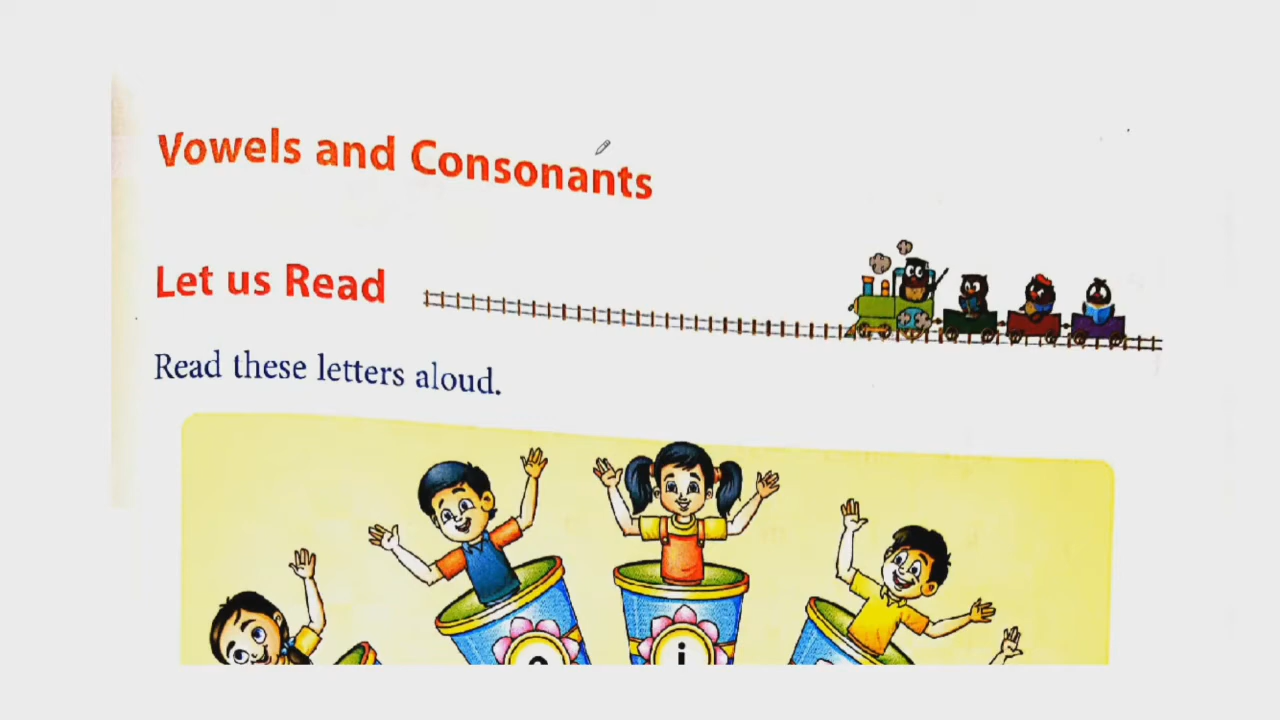 Vowels and Consonants
Let us Read
Read these letters aloud.
i